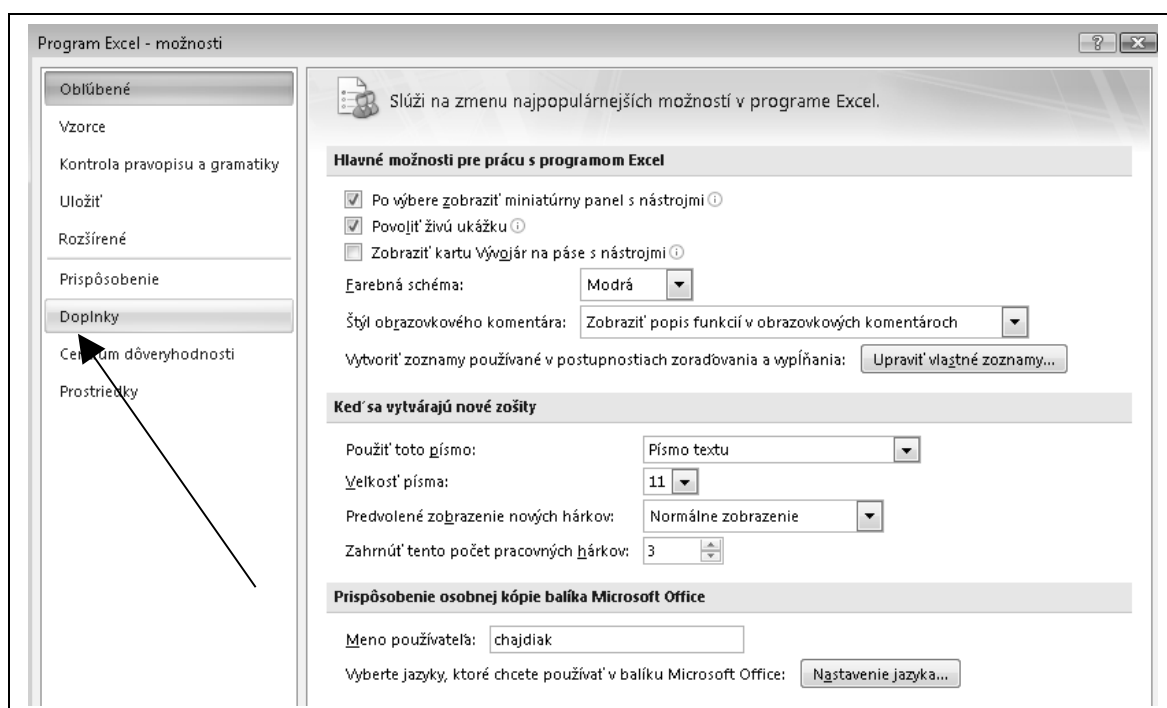 Program Excel - možnosti
Obľúbené
Vzorce
Kontrola pravopisu a gramatiky
Uložiť
Rozšírené
Prispôsobenie
Doplnky
Centrum dôveryhodnosti
Prostriedky
Slúži na zmenu najpopulárnejších možností v programe Excel.
Hlavné možnosti pre prácu s programom Excel
Po výbere zobraziť miniatúrny panel s nástrojmi
Povoliť živú ukážku
Zobraziť kartu Vývojár na páse s nástrojmi
Farebná schéma: Modrá
Štýl obrazovkového komentára: Zobraziť popis funkcií v obrazovkových komentároch
Vytvoriť zoznamy používané v postupnostiach zoraďovania a vypĺňania: Upraviť vlastné zoznamy...
Keď sa vytvárajú nové zošity
Použiť toto písmo: Písmo textu
Veľkosť písma: 11
Predvolené zobrazenie nových hárkov: Normálne zobrazenie
Zahrnúť tento počet pracovných hárkov: 3
Prispôsobenie osobnej kópie balíka Microsoft Office
Meno používateľa: chajdiak
Vyberte jazyky, ktoré chcete používať v balíku Microsoft Office: Nastavenie jazyka...